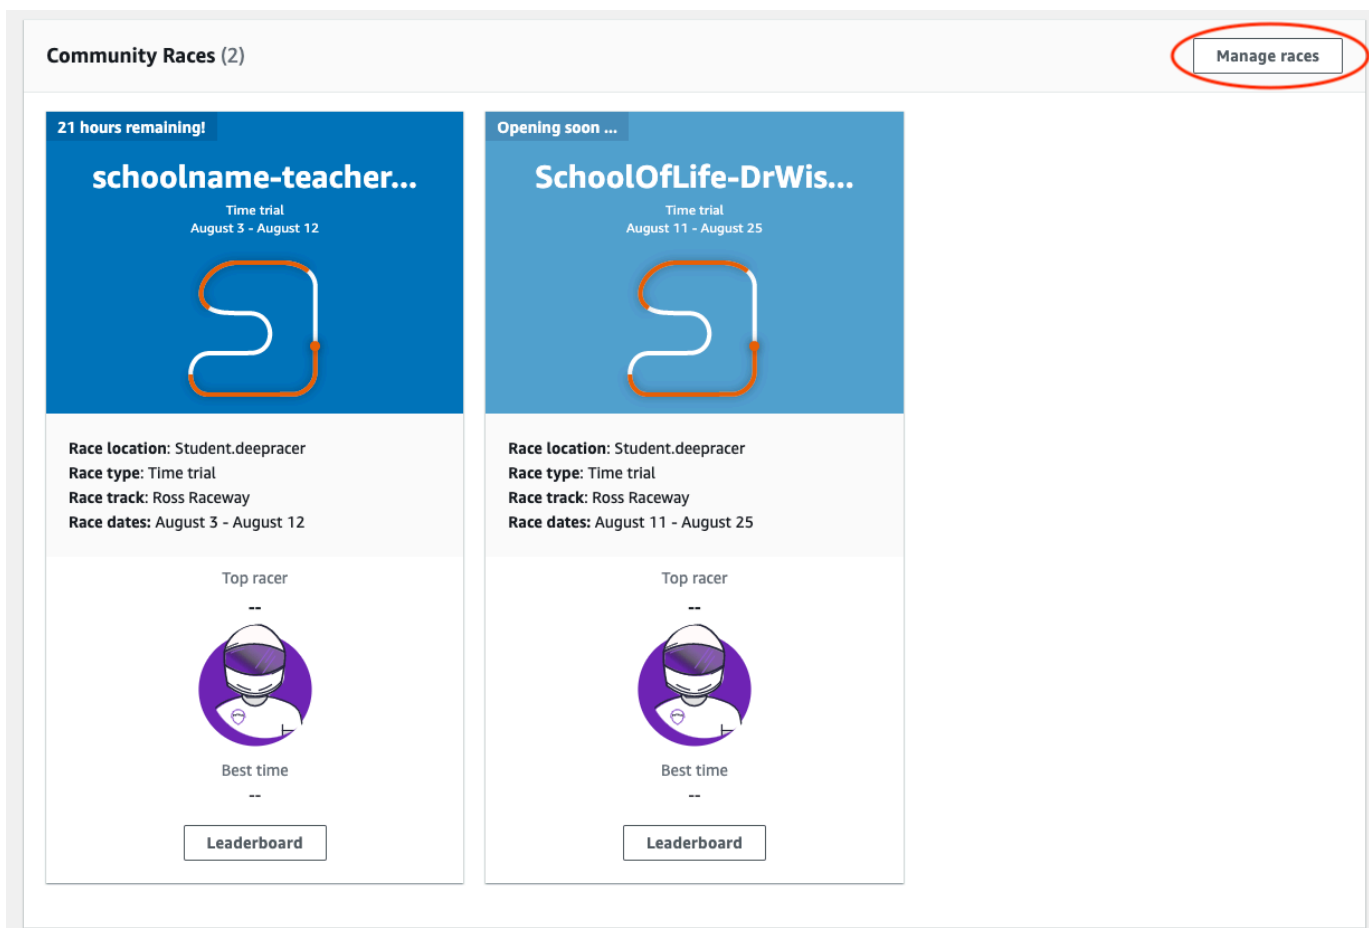 Community Races (2)
Manage races
21 hours remaining!
schoolname-teacher...
Time trial
August 3 - August 12
Race location: Student.deepracer
Race type: Time trial
Race track: Ross Raceway
Race dates: August 3 - August 12
Top racer
--
Best time
--
Leaderboard
Opening soon ...
SchoolOfLife-DrWis...
Time trial
August 11 - August 25
Race location: Student.deepracer
Race type: Time trial
Race track: Ross Raceway
Race dates: August 11 - August 25
Top racer
--
Best time
--
Leaderboard